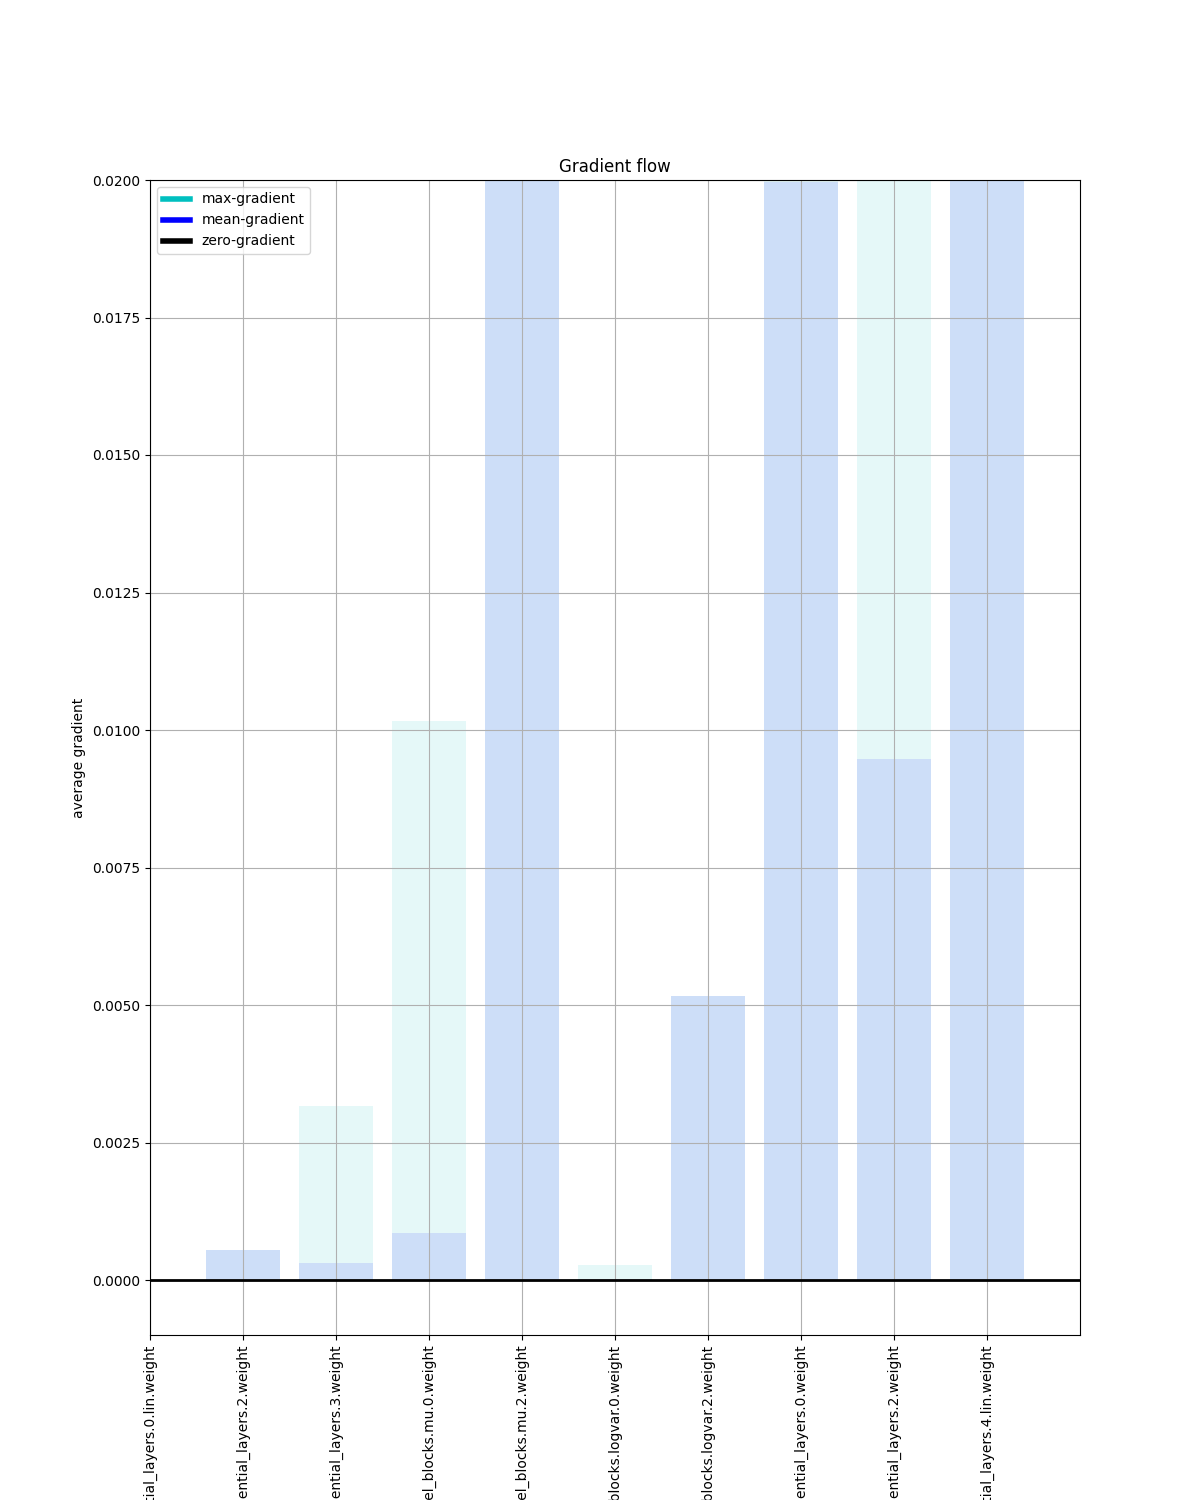 Gradient flow
max-gradient
mean-gradient
zero-gradient
0.0200
0.0175
0.0150
0.0125
0.0100
0.0075
0.0050
0.0025
0.0000
average gradient
tial_layers.0.lin.weight
ential_layers.2.weight
ential_layers.3.weight
el_blocks.mu.0.weight
el_blocks.mu.2.weight
blocks.logvar.0.weight
blocks.logvar.2.weight
ential_layers.0.weight
ential_layers.2.weight
tial_layers.4.lin.weight